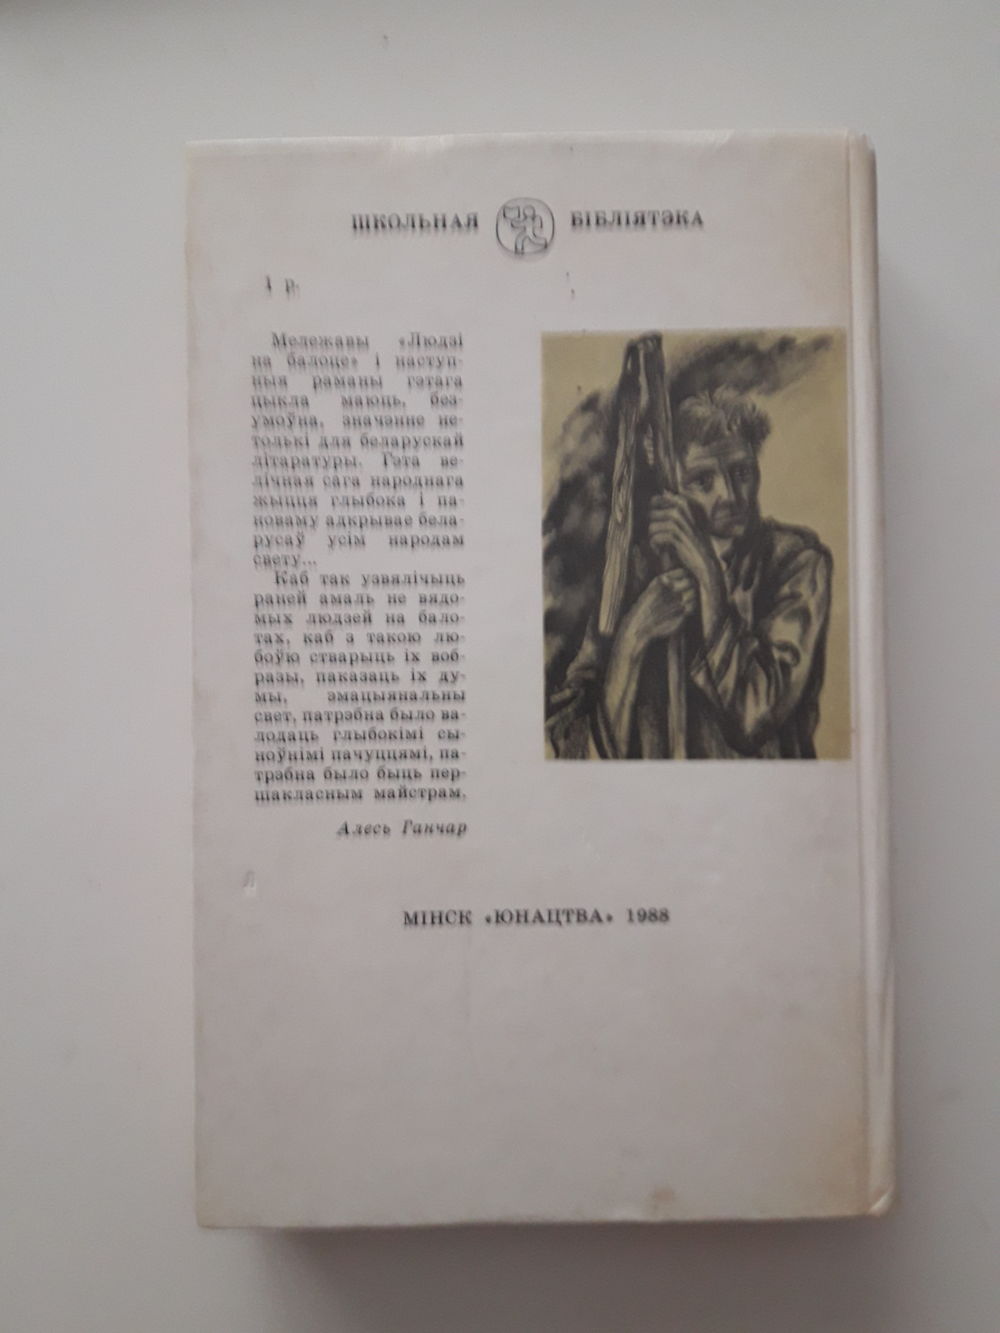 ШКОЛЬНАЯ БІБЛІЯТЭКА
1 р.
Мележавы «Людзі
на балоце» і наступ-
ныя раманы гэтага
цыкла маюць, без-
умоўна, значэнне не-
толькі для беларускай
літаратуры. Гэта ве-
лічная сага народнага
жыцця глыбока і па-
новаму адкрывае бела-
русаў усім народам
свету...
Каб так узвялічыць
раней амаль не вядо-
мых людзей на бало-
тах, каб з такою лю-
боўю стварыць іх воб-
разы, паказаць іх ду-
мы, эмацыянальны
свет, патрэбна было ва-
лодаць глыбокімі сы-
ноўнімі пачуццямі, па-
трэбна было быць пер-
шакласным майстрам.
Алесь Ганчар
МІНСК «ЮНАЦТВА» 1988